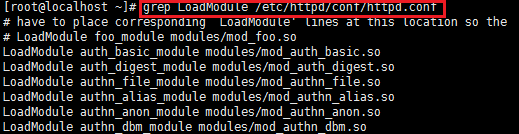 [root@localhost ~]# grep LoadModule /etc/httpd/conf/httpd.conf
# have to place corresponding `LoadModule' lines at this location so the
# LoadModule foo_module modules/mod_foo.so
LoadModule auth_basic_module modules/mod_auth_basic.so
LoadModule auth_digest_module modules/mod_auth_digest.so
LoadModule authn_file_module modules/mod_authn_file.so
LoadModule authn_alias_module modules/mod_authn_alias.so
LoadModule authn_anon_module modules/mod_authn_anon.so
LoadModule authn_dbm_module modules/mod_authn_dbm.so